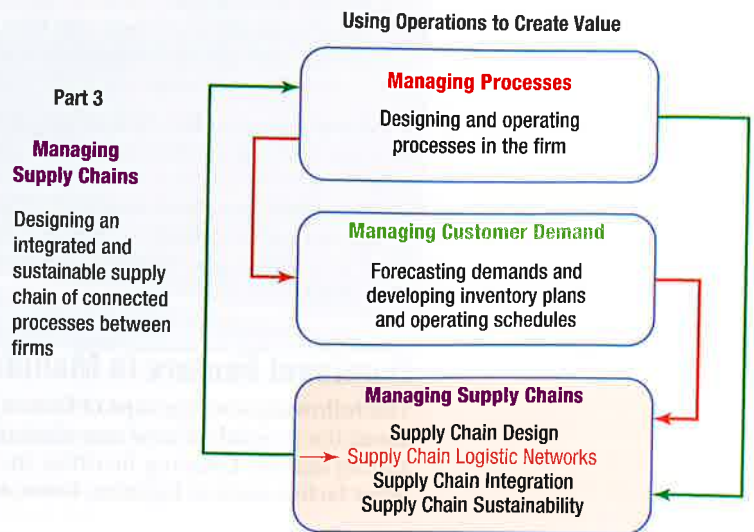 Using Operations to Create Value
Part 3
Managing
Supply Chains
Designing an
integrated and
sustainable supply
chain of connected
processes between
firms
Managing Processes
Designing and operating
processes in the firm
Managing Customer Demand
Forecasting demands and
developing inventory plans
and operating schedules
Managing Supply Chains
Supply Chain Design
Supply Chain Logistic Networks
Supply Chain Integration
Supply Chain Sustainability